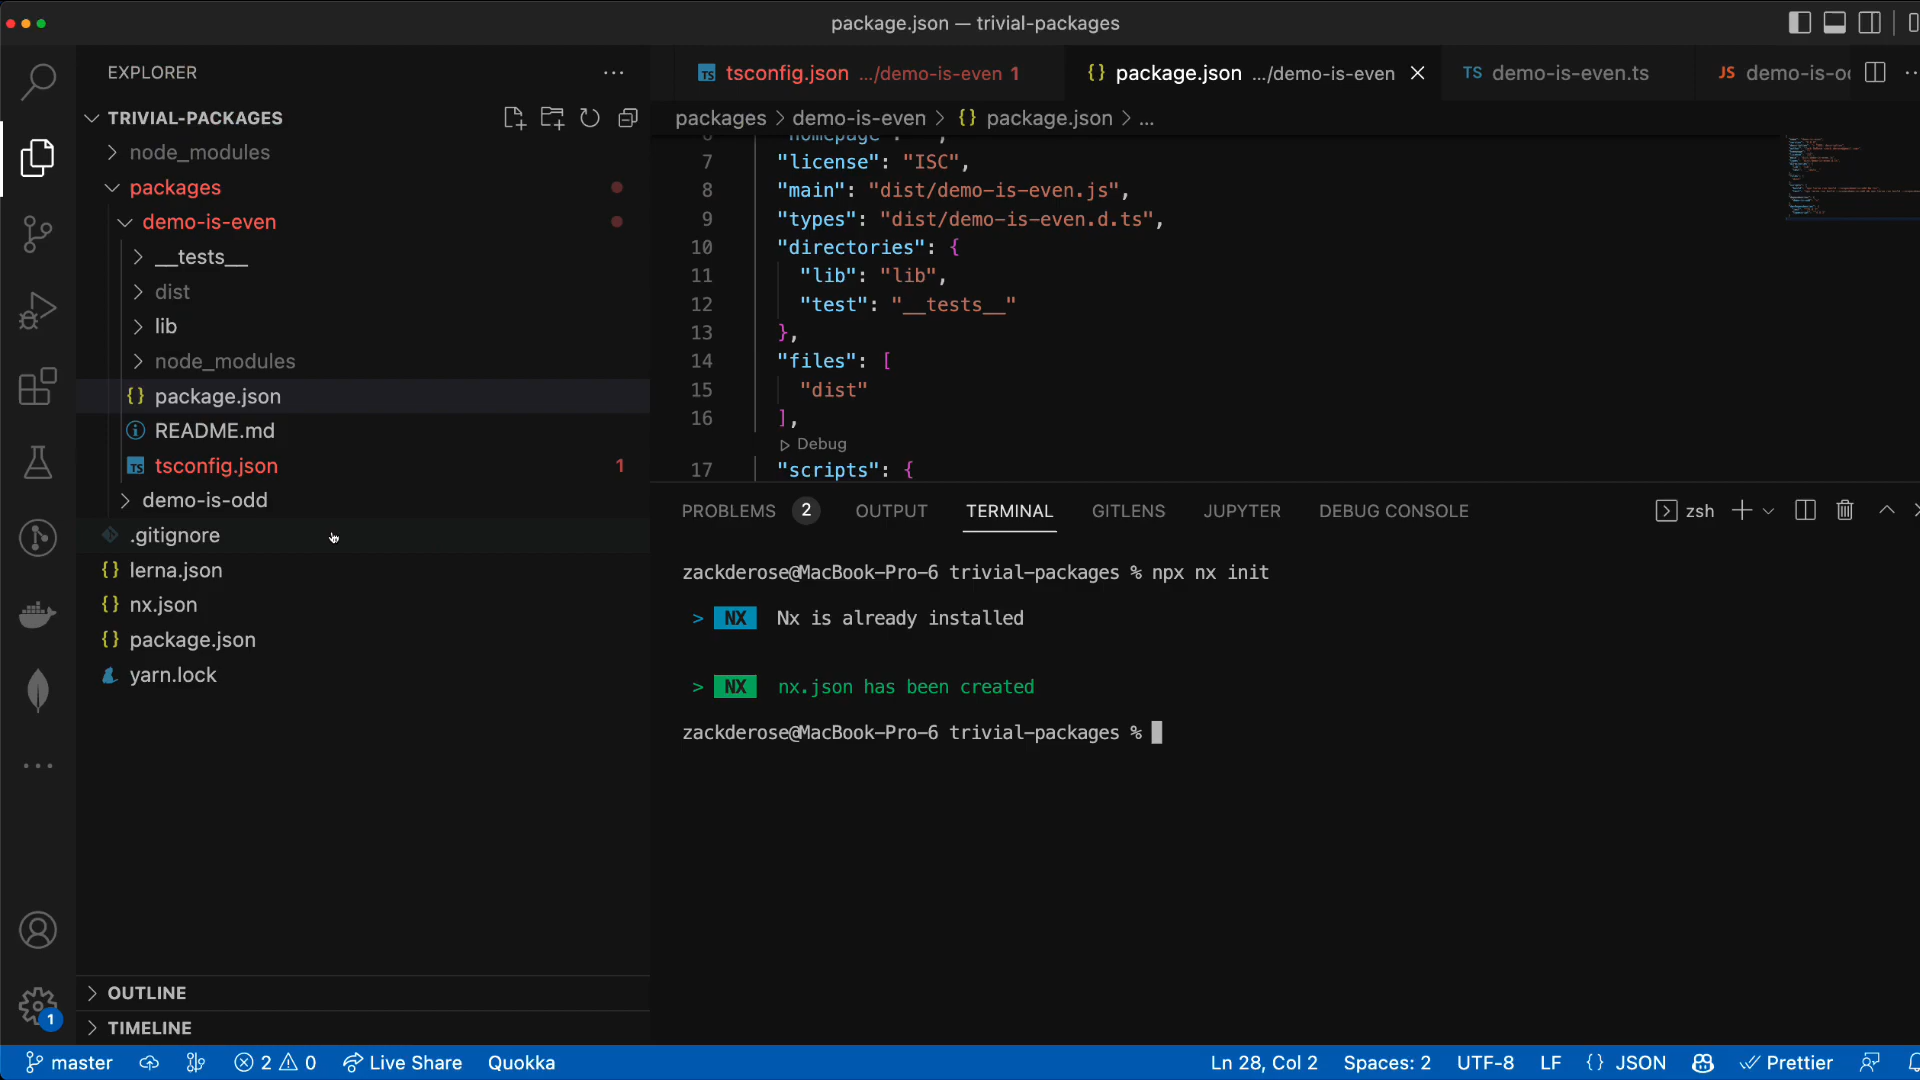 package.json — trivial-packages
EXPLORER
TRIVIAL-PACKAGES
node_modules
packages
demo-is-even
__tests__
dist
lib
node_modules
{} package.json
README.md
TS tsconfig.json 1
demo-is-odd
.gitignore
{} lerna.json
{} nx.json
{} package.json
yarn.lock
OUTLINE
TIMELINE
1
TS tsconfig.json .../demo-is-even 1
{} package.json .../demo-is-even
TS demo-is-even.ts
JS demo-is-o
packages > demo-is-even > {} package.json > ...
7 "license": "ISC",
8 "main": "dist/demo-is-even.js",
9 "types": "dist/demo-is-even.d.ts",
10 "directories": {
11 "lib": "lib",
12 "test": "__tests__"
13 },
14 "files": [
15 "dist"
16 ],
Debug
17 "scripts": {
PROBLEMS 2 OUTPUT TERMINAL GITLENS JUPYTER DEBUG CONSOLE
zsh
zackderose@MacBook-Pro-6 trivial-packages % npx nx init
> NX Nx is already installed
> NX nx.json has been created
zackderose@MacBook-Pro-6 trivial-packages %
master 2 0 Live Share Quokka
Ln 28, Col 2 Spaces: 2 UTF-8 LF {} JSON Prettier